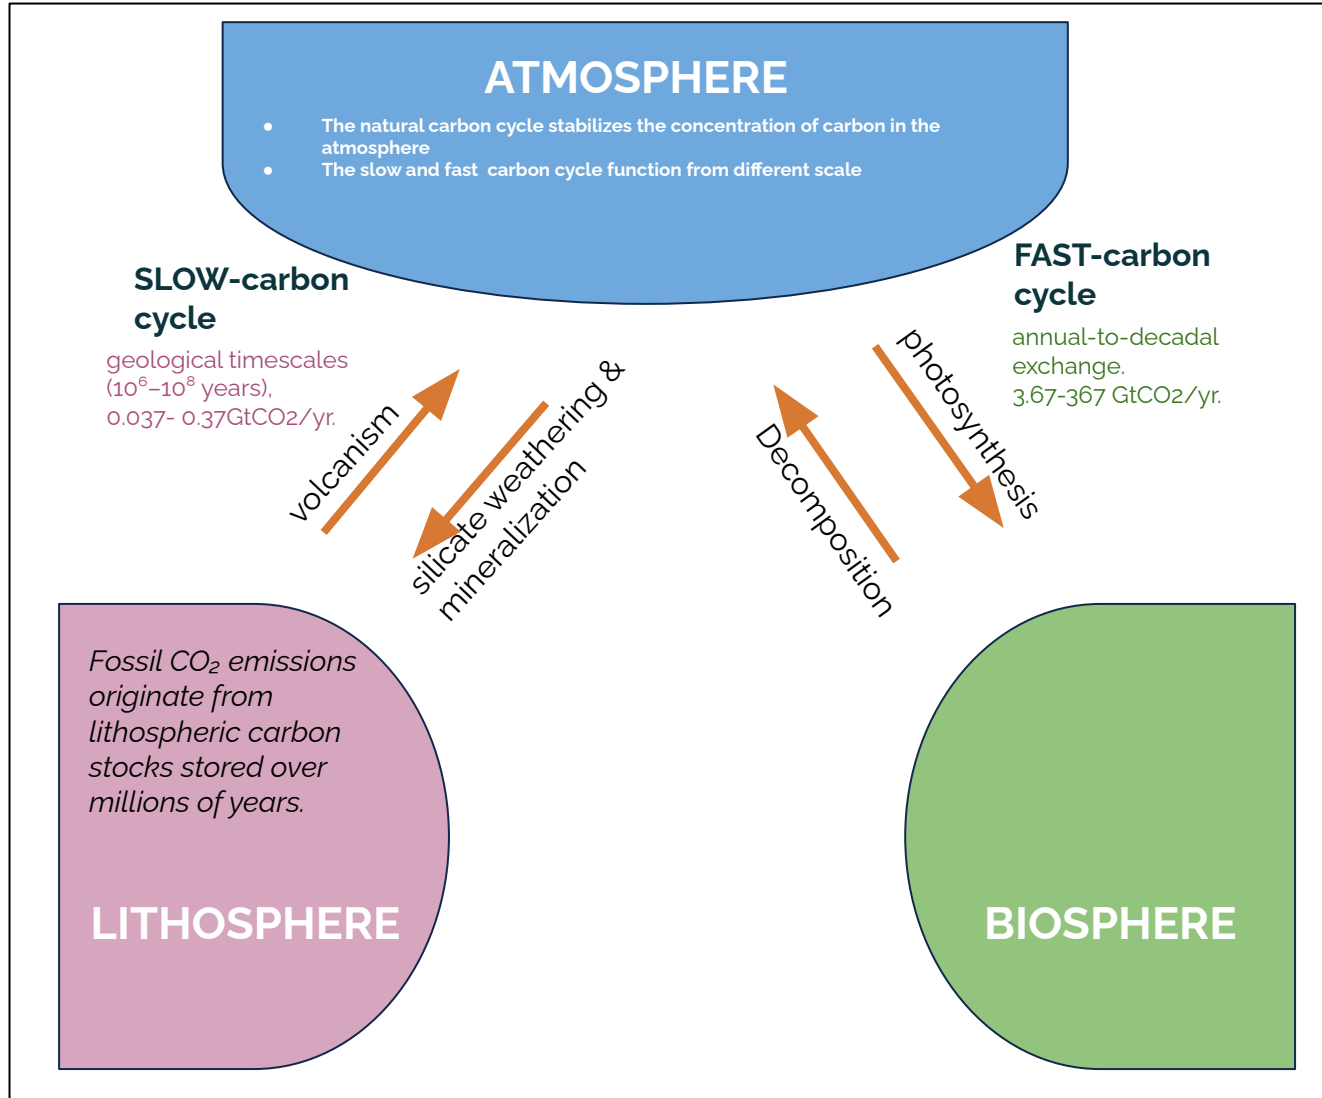 ATMOSPHERE
● The natural carbon cycle stabilizes the concentration of carbon in the
atmosphere
● The slow and fast  carbon cycle function from different scale
SLOW-carbon
cycle
geological timescales
(10⁶–10⁸ years),
0.037- 0.37GtCO2/yr.
FAST-carbon
cycle
annual-to-decadal
exchange.
3.67-367 GtCO2/yr.
volcanism
silicate weathering &
mineralization
Decomposition
photosynthesis
Fossil CO₂ emissions
originate from
lithospheric carbon
stocks stored over
millions of years.
LITHOSPHERE
BIOSPHERE